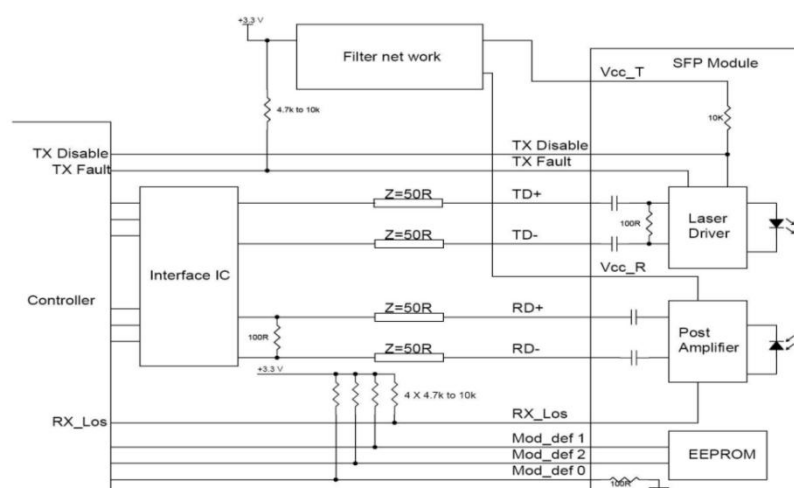 +3.3 V
Filter net work
SFP Module
Vcc_T
4.7k to 10k
10K
TX Disable
TX Disable
TX Fault
TX Fault
Z=50R
TD+
100R
Laser
Driver
Z=50R
TD-
Interface IC
Vcc_R
Controller
Z=50R
RD+
100R
Post
Amplifier
Z=50R
RD-
+3.3 V
4 X 4.7k to 10k
RX_Los
RX_Los
Mod_def 1
EEPROM
Mod_def 2
Mod_def 0
100R